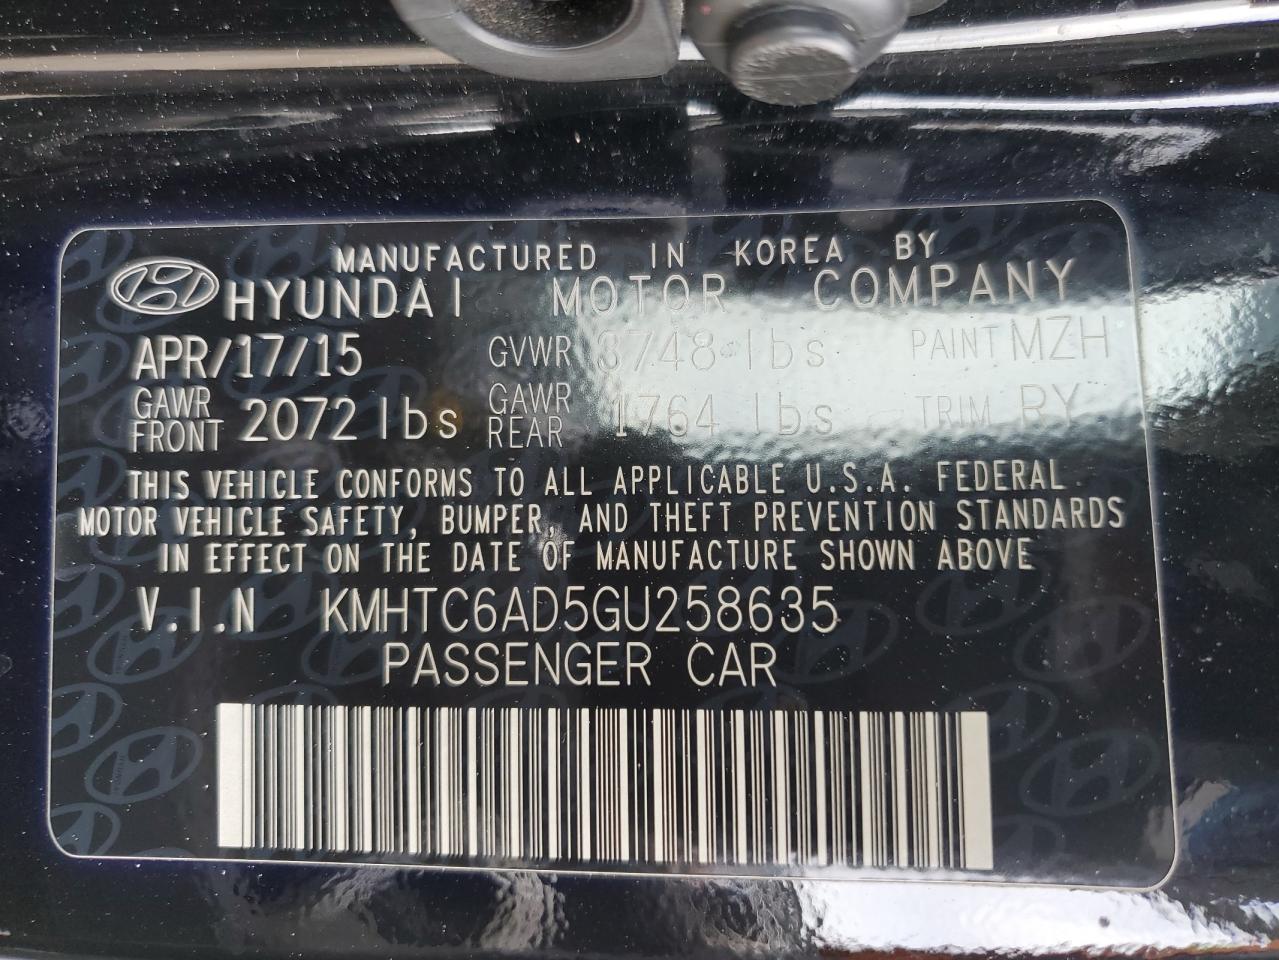 MANUFACTURED IN KOREA BY
HYUNDAI MOTOR COMPANY
APR/17/15 GVWR 3748 lbs PAINT MZH
GAWR FRONT 2072 lbs GAWR REAR 1764 lbs TRIM RY
THIS VEHICLE CONFORMS TO ALL APPLICABLE U.S.A. FEDERAL
MOTOR VEHICLE SAFETY, BUMPER, AND THEFT PREVENTION STANDARDS
IN EFFECT ON THE DATE OF MANUFACTURE SHOWN ABOVE
V.I.N KMHTC6AD5GU258635
PASSENGER CAR